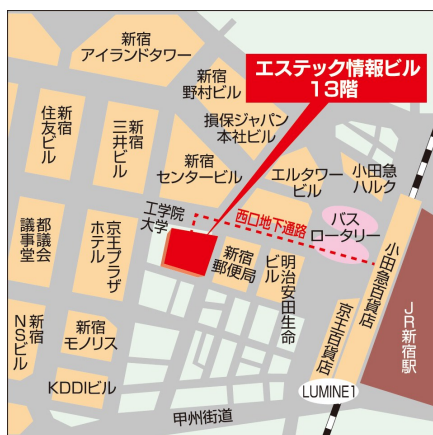 新宿
アイランドタワー
新宿
野村ビル
エステック情報ビル
13階
損保ジャパン
本社ビル
新宿
住友ビル
新宿
三井ビル
新宿
センタービル
エルタワー
ビル
小田急
ハルク
工学院
大学
西口地下通路
バス
ロータリー
都議会
議事堂
京王プラザ
ホテル
新宿
郵便局
明治安田生命
ビル
小田急百貨店
京王百貨店
JR新宿駅
新宿
NSビル
新宿
モノリス
KDDIビル
LUMINE1
甲州街道